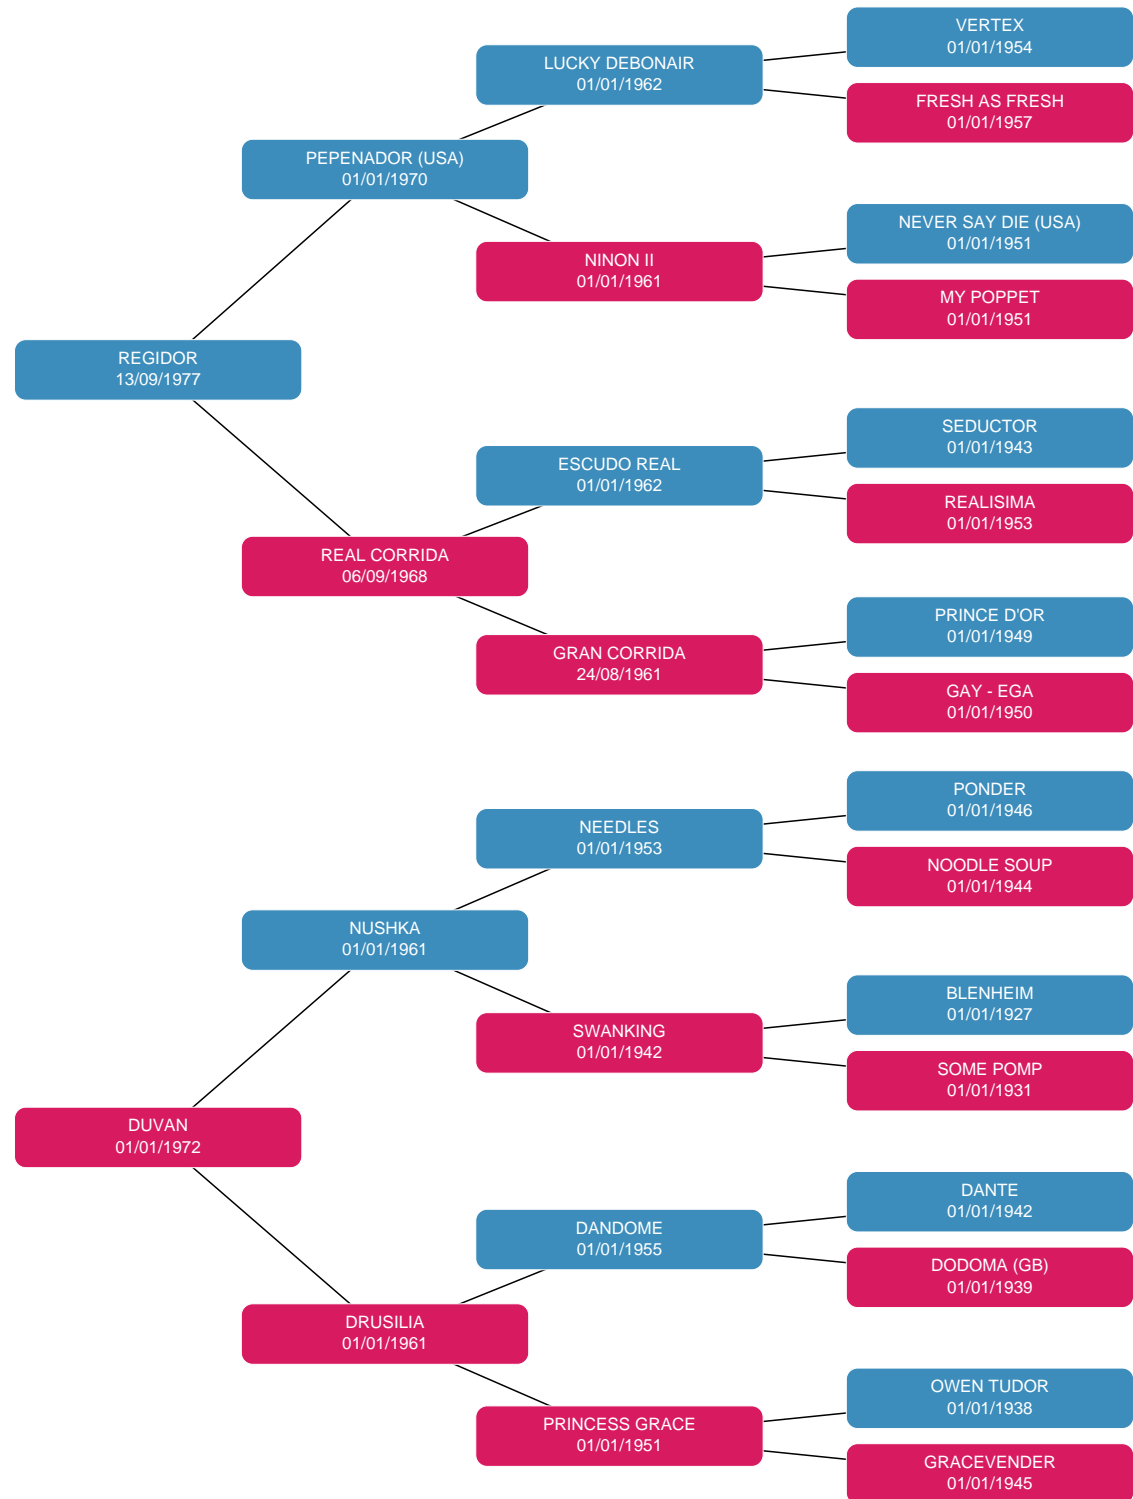 VERTEX
01/01/1954
LUCKY DEBONAIR
01/01/1962
FRESH AS FRESH
01/01/1957
PEPENADOR (USA)
01/01/1970
NEVER SAY DIE (USA)
01/01/1951
NINON II
01/01/1961
MY POPPET
01/01/1951
REGIDOR
13/09/1977
SEDUCTOR
01/01/1943
ESCUDO REAL
01/01/1962
REALISIMA
01/01/1953
REAL CORRIDA
06/09/1968
PRINCE D'OR
01/01/1949
GRAN CORRIDA
24/08/1961
GAY - EGA
01/01/1950
PONDER
01/01/1946
NEEDLES
01/01/1953
NOODLE SOUP
01/01/1944
NUSHKA
01/01/1961
BLENHEIM
01/01/1927
SWANKING
01/01/1942
SOME POMP
01/01/1931
DUVAN
01/01/1972
DANTE
01/01/1942
DANDOME
01/01/1955
DODOMA (GB)
01/01/1939
DRUSILIA
01/01/1961
OWEN TUDOR
01/01/1938
PRINCESS GRACE
01/01/1951
GRACEVENDER
01/01/1945